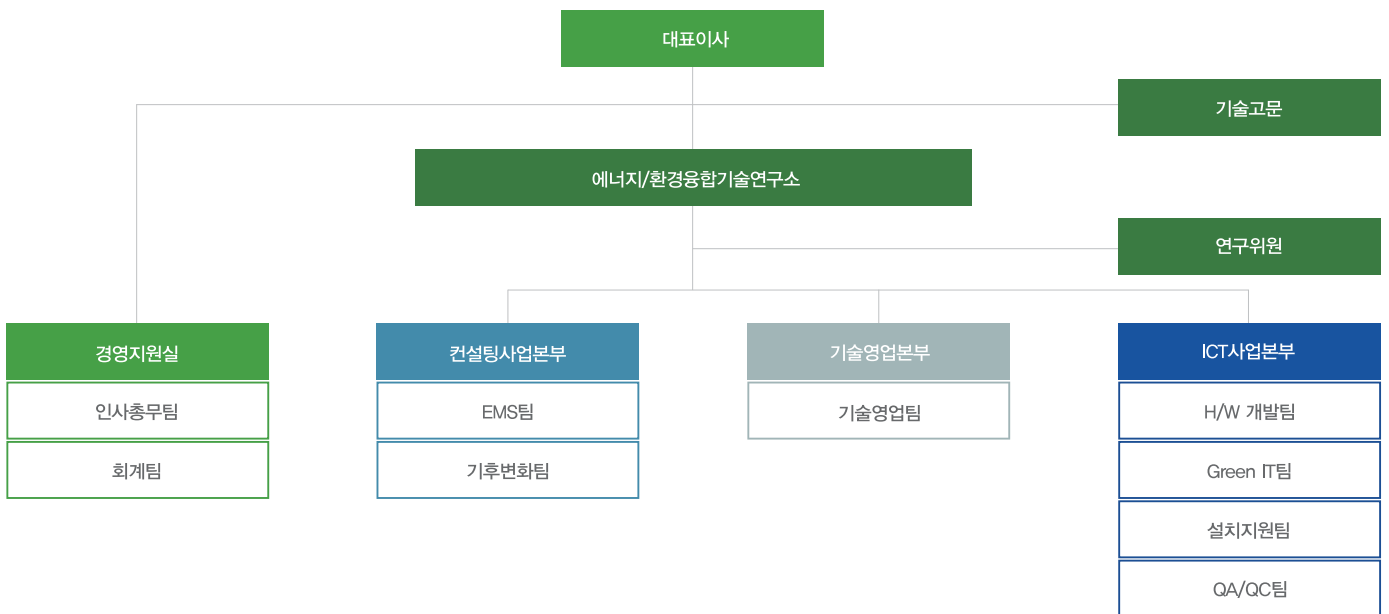 대표이사
기술고문
에너지/환경융합기술연구소
연구위원
경영지원실
인사총무팀
회계팀
컨설팅사업본부
EMS팀
기후변화팀
기술영업본부
기술영업팀
ICT사업본부
H/W 개발팀
Green IT팀
설치지원팀
QA/QC팀